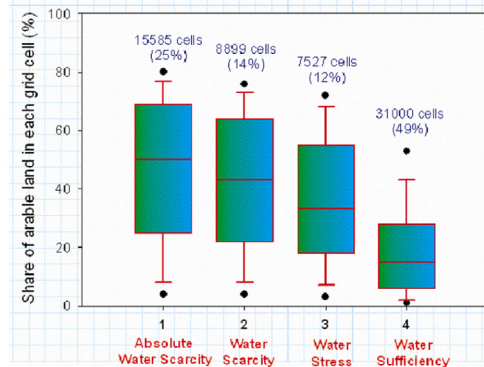 Share of arable land in each grid cell (%)
100
80
60
40
20
0
15585 cells
(25%)
8899 cells
(14%)
7527 cells
(12%)
31000 cells
(49%)
1
2
3
4
Absolute
Water Scarcity
Water
Scarcity
Water
Stress
Water
Sufficiency